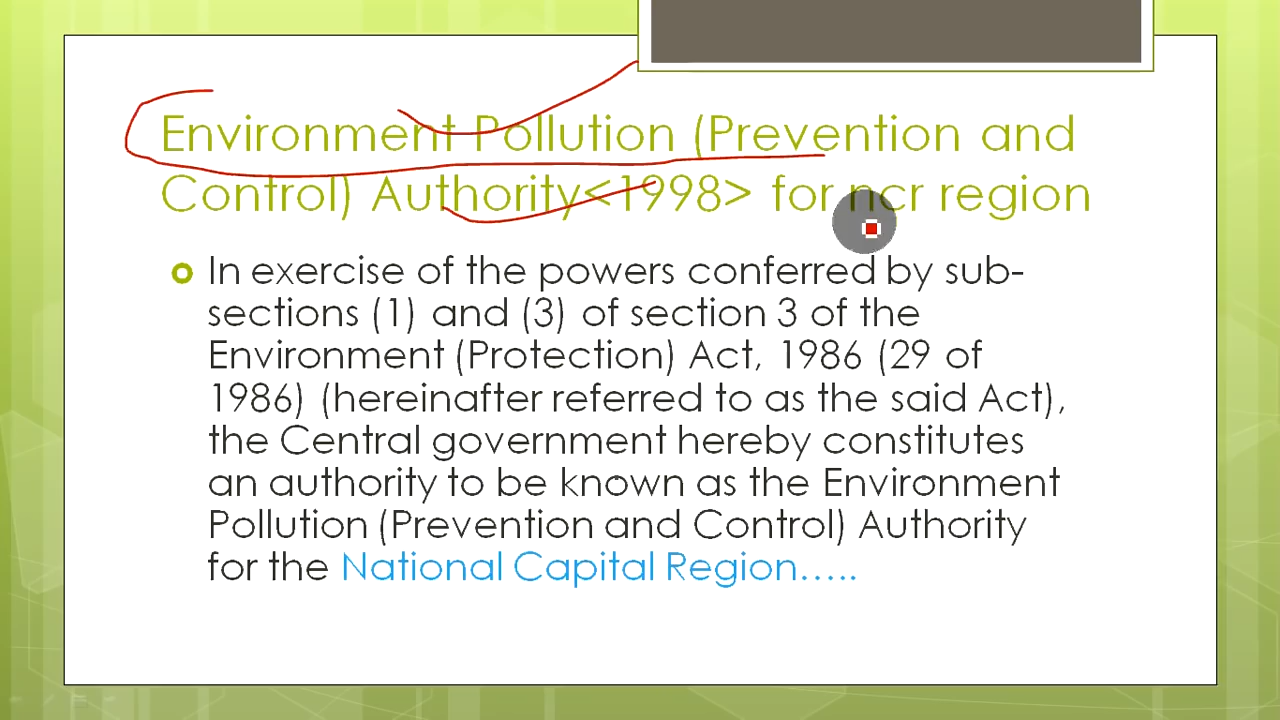 Environment Pollution (Prevention and
Control) Authority<1998> for ncr region
In exercise of the powers conferred by sub-
sections (1) and (3) of section 3 of the
Environment (Protection) Act, 1986 (29 of
1986) (hereinafter referred to as the said Act),
the Central government hereby constitutes
an authority to be known as the Environment
Pollution (Prevention and Control) Authority
for the National Capital Region…..